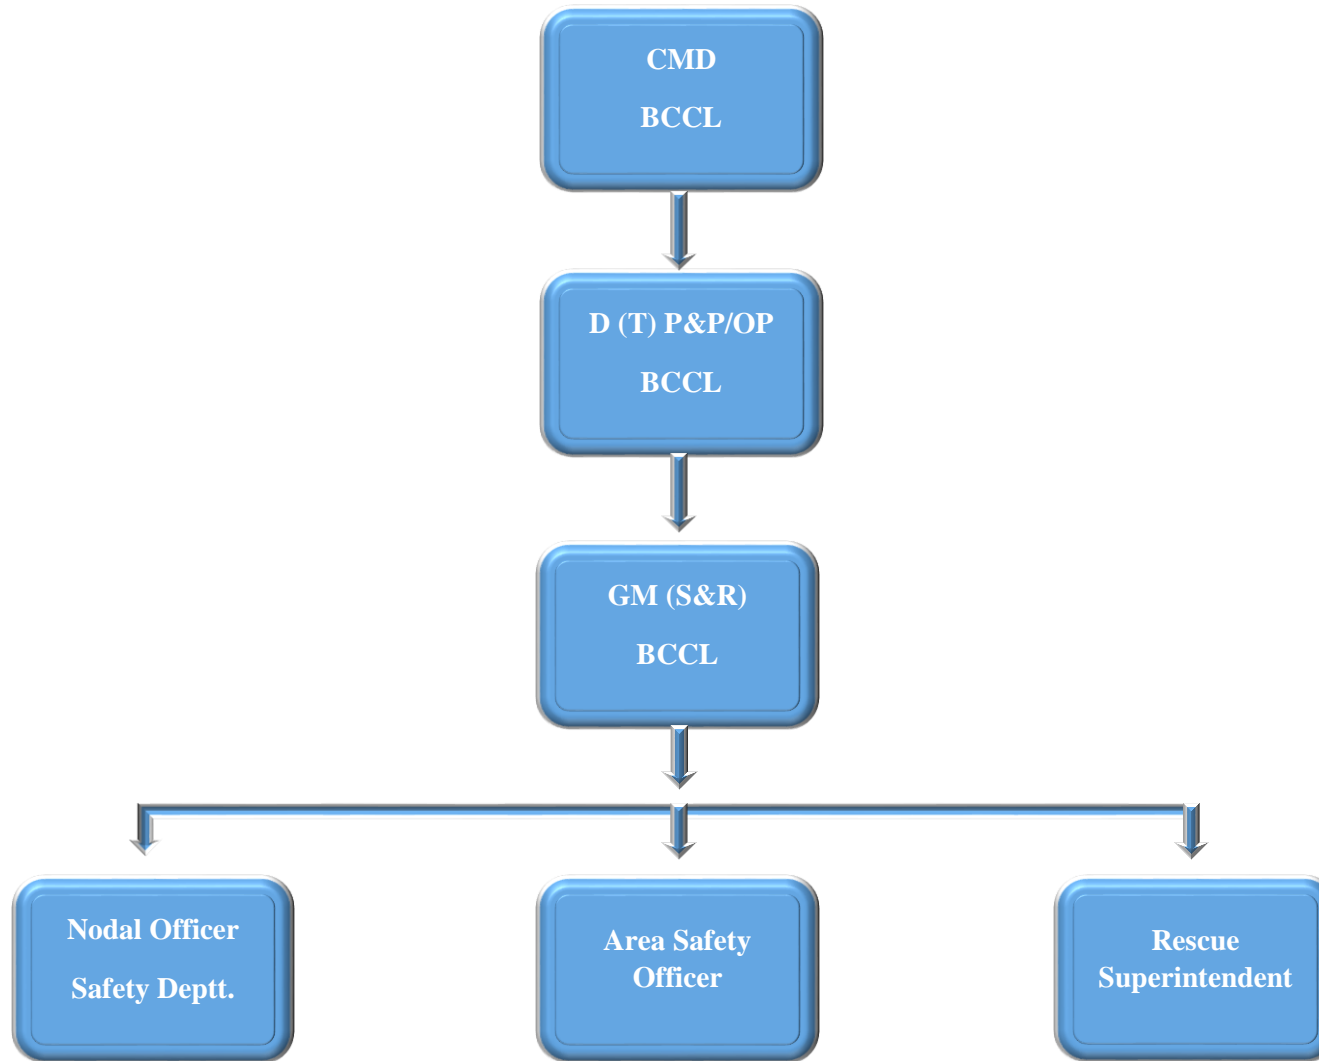 CMD
BCCL
D (T) P&P/OP
BCCL
GM (S&R)
BCCL
Nodal Officer
Safety Deptt.
Area Safety
Officer
Rescue
Superintendent